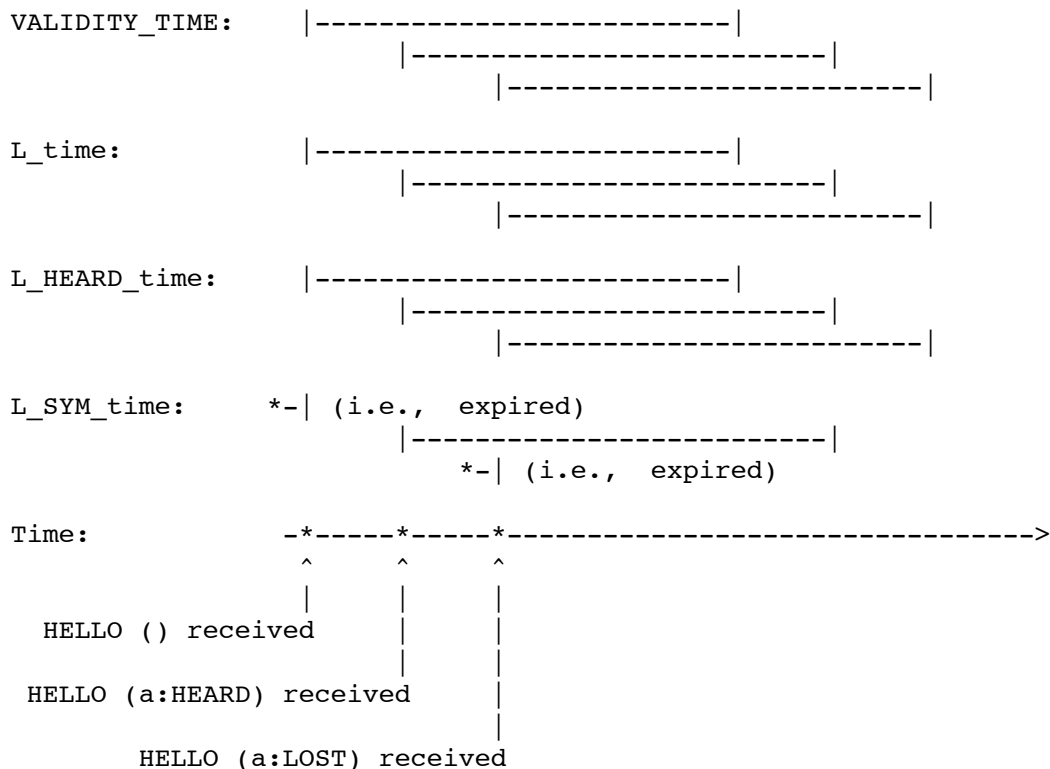 VALIDITY_TIME:    |--------------------------|
                        |--------------------------|
                              |--------------------------|
L_time:           |--------------------------|
                        |--------------------------|
                              |--------------------------|
L_HEARD_time:     |--------------------------|
                        |--------------------------|
                              |--------------------------|
L_SYM_time:     *-| (i.e.,  expired)
                        |--------------------------|
                            *-| (i.e.,  expired)
Time:            -*-----*-----*--------------------------------->
                  ^     ^     ^
                  |     |     |
  HELLO () received     |     |
                        |     |
 HELLO (a:HEARD) received     |
                              |
        HELLO (a:LOST) received